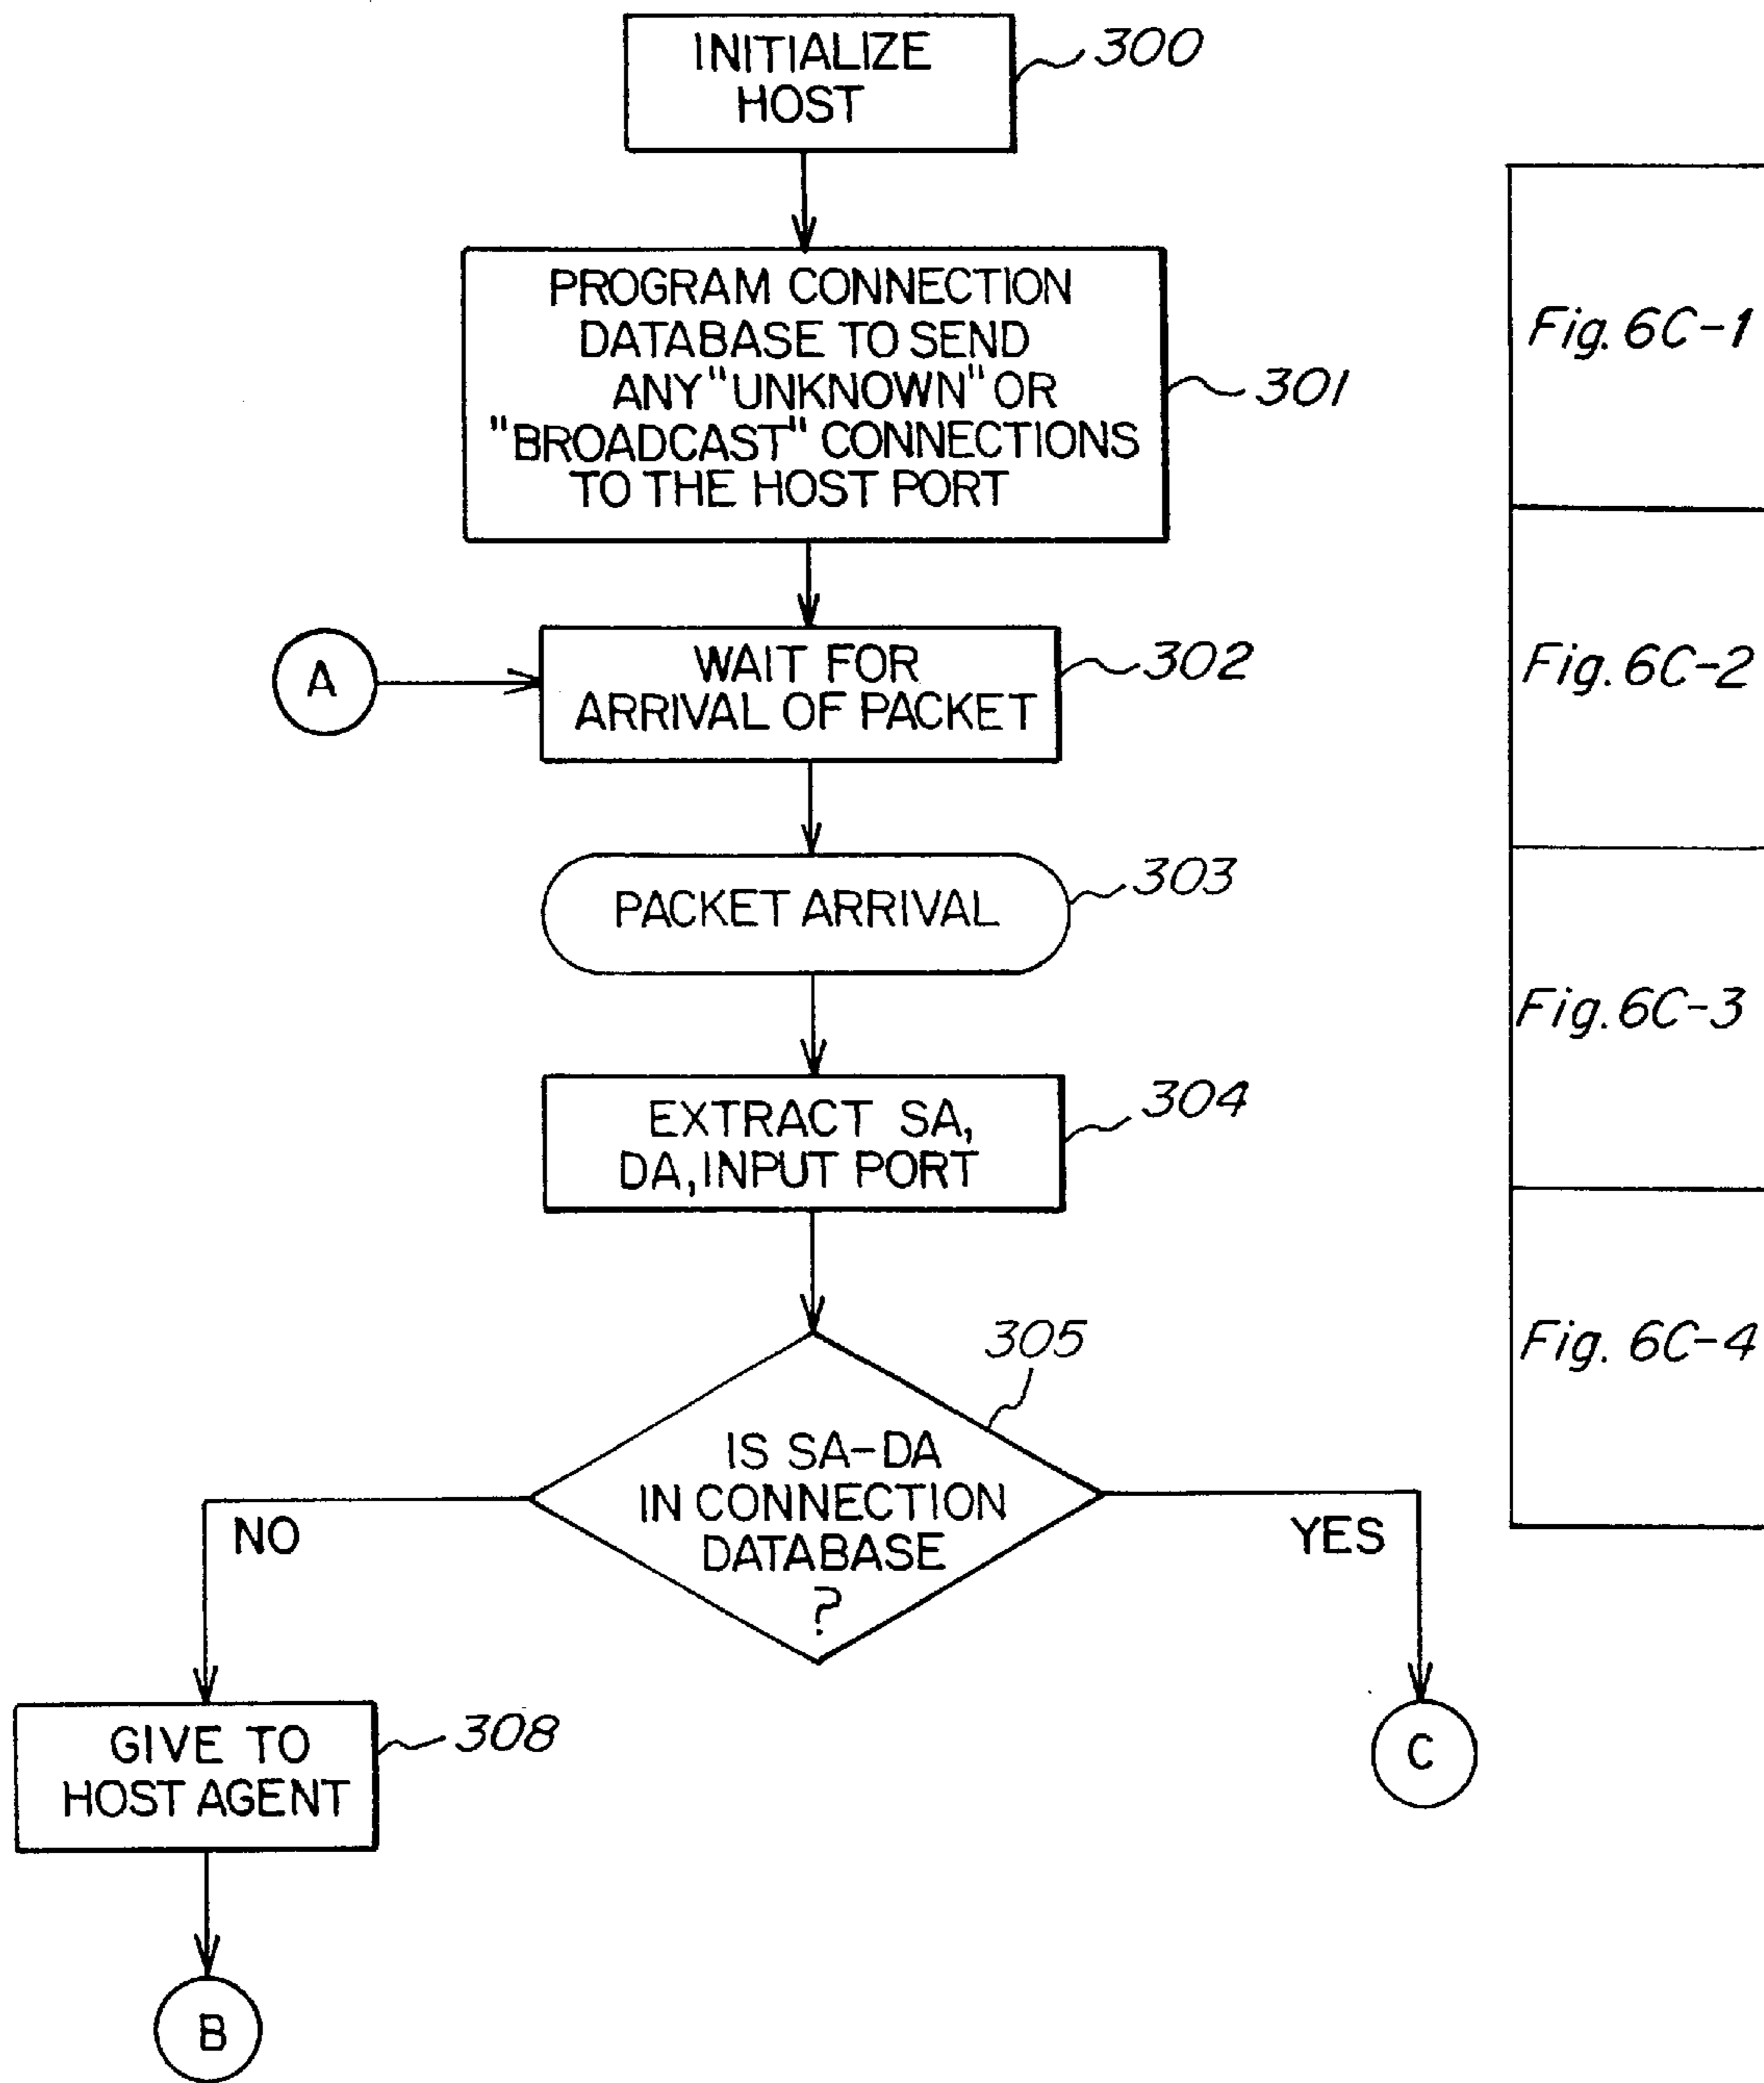 INITIALIZE
HOST
300
PROGRAM CONNECTION
DATABASE TO SEND
ANY "UNKNOWN" OR
"BROADCAST" CONNECTIONS
TO THE HOST PORT
301
A
WAIT FOR
ARRIVAL OF PACKET
302
PACKET ARRIVAL
303
EXTRACT SA,
DA, INPUT PORT
304
305
IS SA-DA
IN CONNECTION
DATABASE
?
NO
YES
GIVE TO
HOST AGENT
308
C
B
Fig. 6C-1
Fig. 6C-2
Fig. 6C-3
Fig. 6C-4